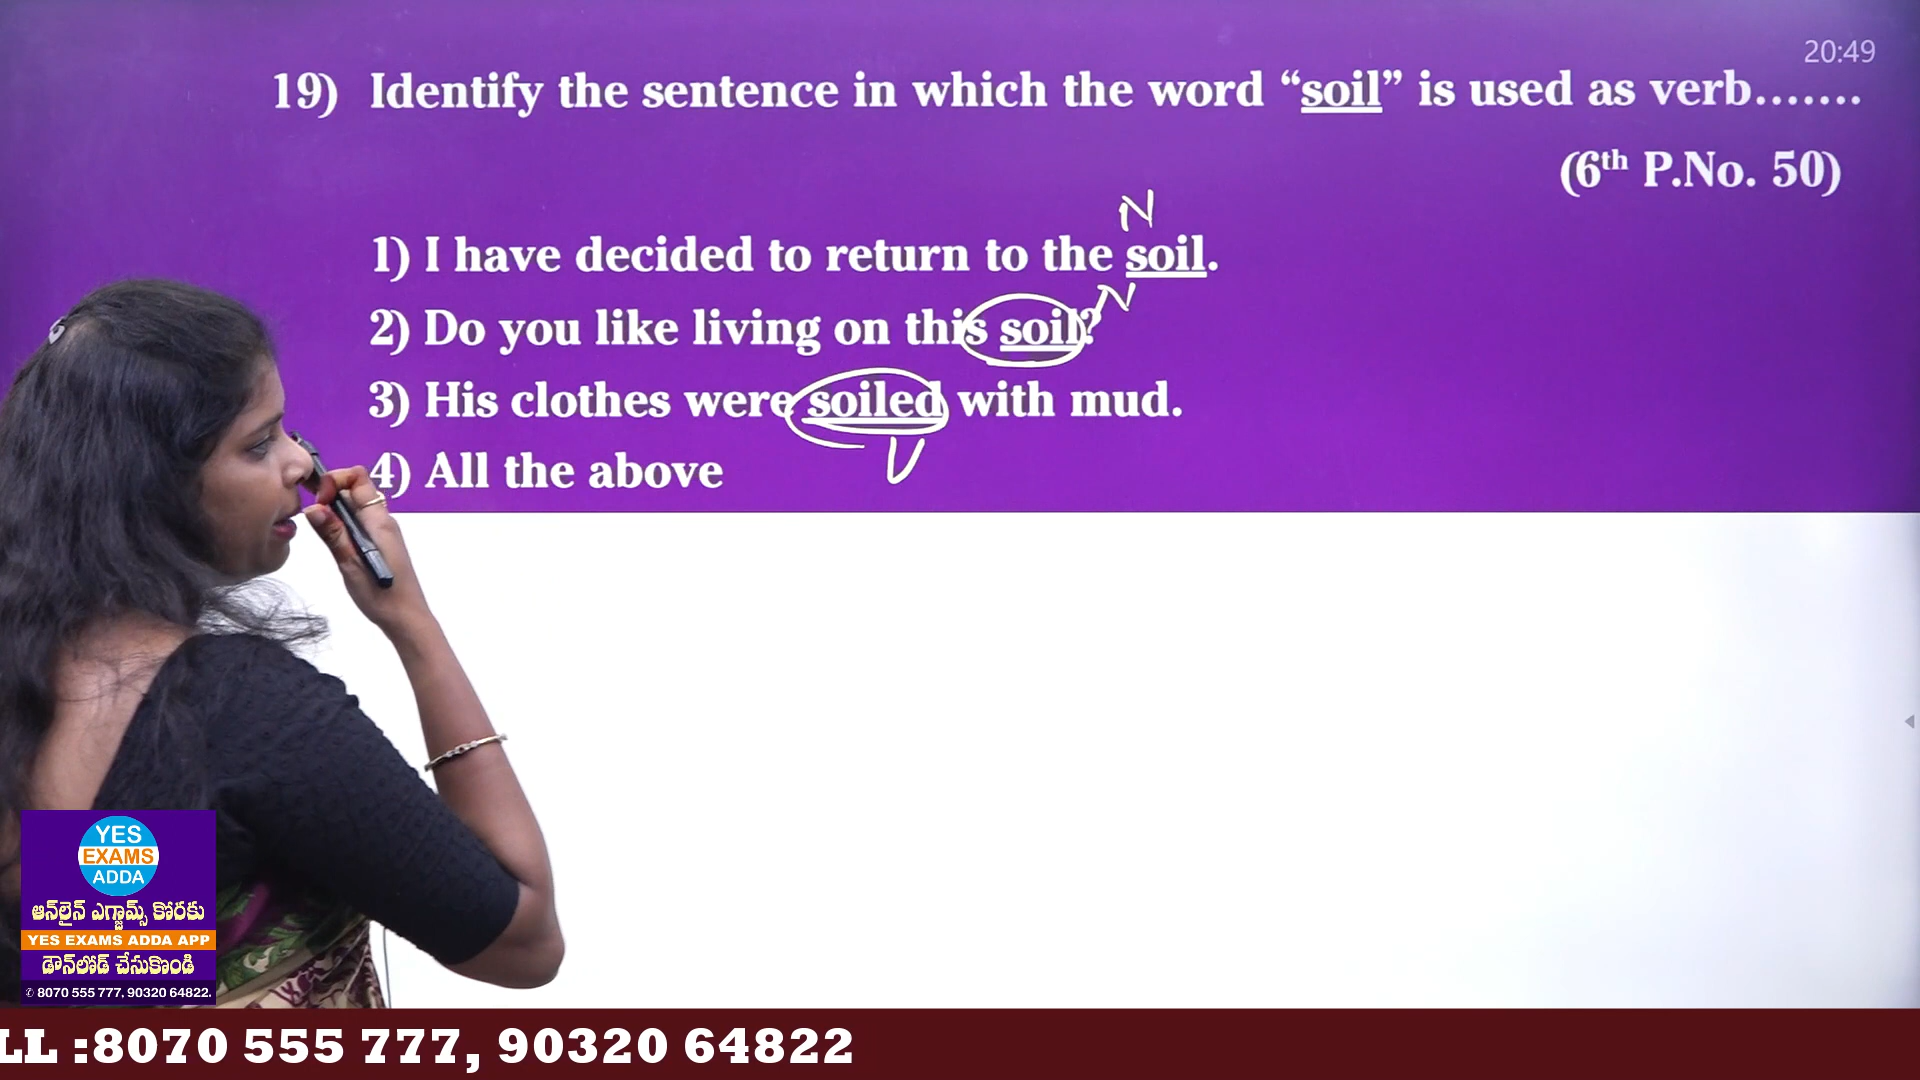 20:49
19) Identify the sentence in which the word “soil” is used as verb.......
(6th P.No. 50)
N
1) I have decided to return to the soil.
N
2) Do you like living on this soil?
3) His clothes were soiled with mud.
V
4) All the above
YES
EXAMS
ADDA
ఆన్‌లైన్ ఎగ్జామ్స్ కొరకు
YES EXAMS ADDA APP
డౌన్‌లోడ్ చేసుకొండి
✆ 8070 555 777, 90320 64822.
LL :8070 555 777, 90320 64822